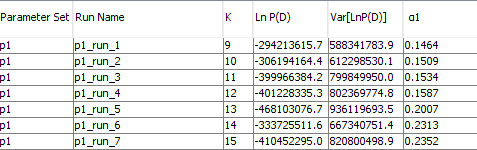 Parameter Set Run Name K Ln P(D) Var[LnP(D)] α1
p1 p1_run_1 9 -294213615.7 588341783.9 0.1464
p1 p1_run_2 10 -306194164.4 612298530.1 0.1509
p1 p1_run_3 11 -399966384.2 799849950.0 0.1534
p1 p1_run_4 12 -401228335.3 802369774.8 0.1587
p1 p1_run_5 13 -468103076.7 936119693.5 0.2007
p1 p1_run_6 14 -333725511.6 667340751.4 0.2313
p1 p1_run_7 15 -410452295.0 820800498.9 0.2352